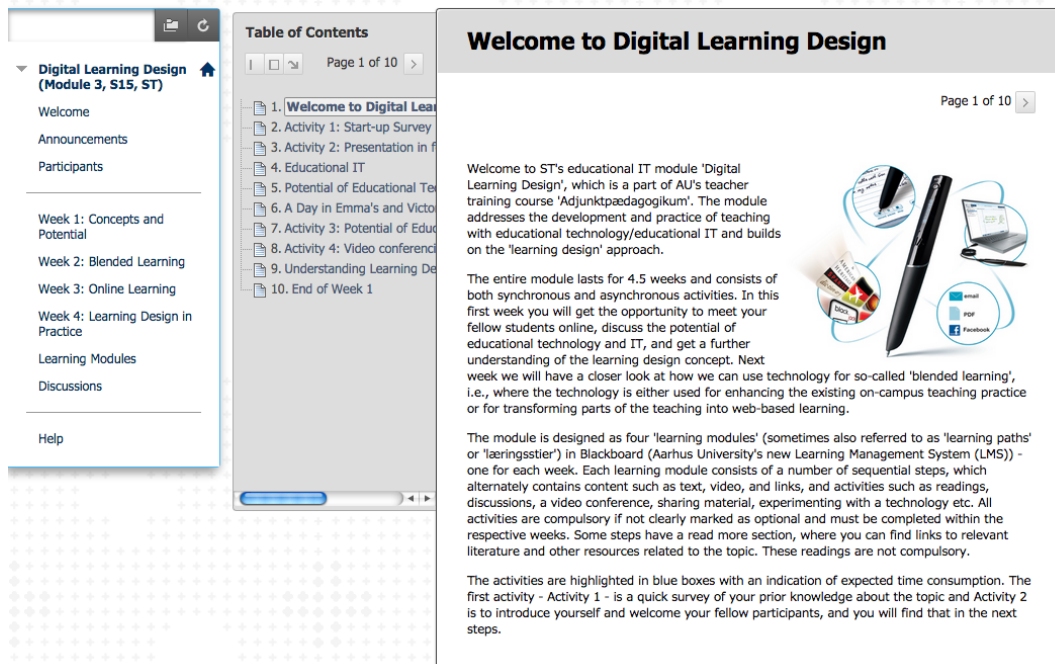 Digital Learning Design
(Module 3, S15, ST)
Welcome
Announcements
Participants
Week 1: Concepts and
Potential
Week 2: Blended Learning
Week 3: Online Learning
Week 4: Learning Design in
Practice
Learning Modules
Discussions
Help
Table of Contents
Page 1 of 10
1. Welcome to Digital Lear
2. Activity 1: Start-up Survey
3. Activity 2: Presentation in f
4. Educational IT
5. Potential of Educational Te
6. A Day in Emma's and Victo
7. Activity 3: Potential of Educ
8. Activity 4: Video conferenci
9. Understanding Learning De
10. End of Week 1
Welcome to Digital Learning Design
Page 1 of 10
Welcome to ST's educational IT module 'Digital
Learning Design', which is a part of AU's teacher
training course 'Adjunktpædagogikum'. The module
addresses the development and practice of teaching
with educational technology/educational IT and builds
on the 'learning design' approach.
The entire module lasts for 4.5 weeks and consists of
both synchronous and asynchronous activities. In this
first week you will get the opportunity to meet your
fellow students online, discuss the potential of
educational technology and IT, and get a further
understanding of the learning design concept. Next
week we will have a closer look at how we can use technology for so-called 'blended learning',
i.e., where the technology is either used for enhancing the existing on-campus teaching practice
or for transforming parts of the teaching into web-based learning.
The module is designed as four 'learning modules' (sometimes also referred to as 'learning paths'
or 'læringsstier') in Blackboard (Aarhus University's new Learning Management System (LMS)) -
one for each week. Each learning module consists of a number of sequential steps, which
alternately contains content such as text, video, and links, and activities such as readings,
discussions, a video conference, sharing material, experimenting with a technology etc. All
activities are compulsory if not clearly marked as optional and must be completed within the
respective weeks. Some steps have a read more section, where you can find links to relevant
literature and other resources related to the topic. These readings are not compulsory.
The activities are highlighted in blue boxes with an indication of expected time consumption. The
first activity - Activity 1 - is a quick survey of your prior knowledge about the topic and Activity 2
is to introduce yourself and welcome your fellow participants, and you will find that in the next
steps.
email
PDF
Facebook